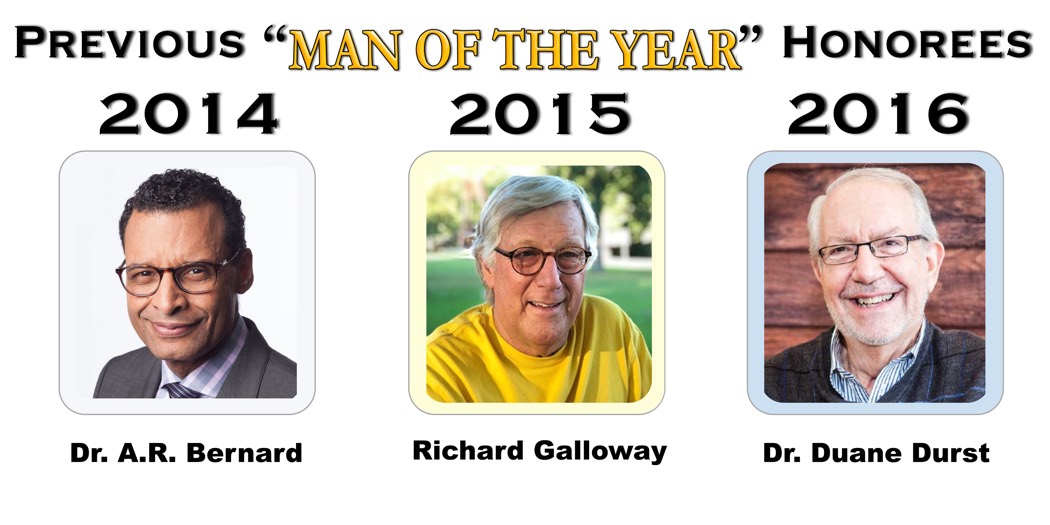 Previous “MAN OF THE YEAR” Honorees
2014 2015 2016
Dr. A.R. Bernard Richard Galloway Dr. Duane Durst